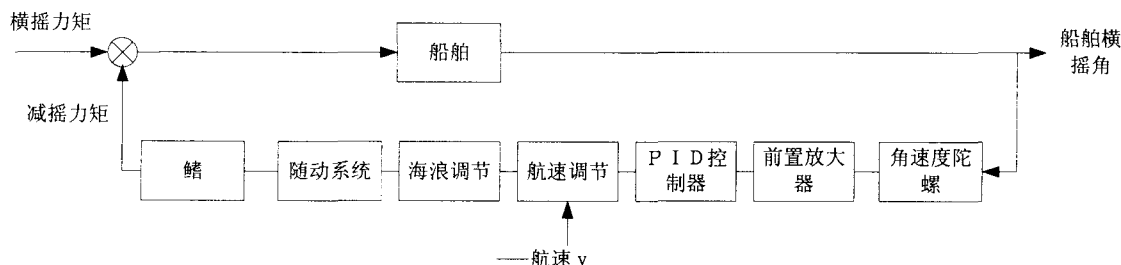 横摇力矩
船舶
船舶横
摇角
减摇力矩
鳍
随动系统
海浪调节
航速调节
ＰＩＤ控
制器
前置放大
器
角速度陀
螺
航速 v